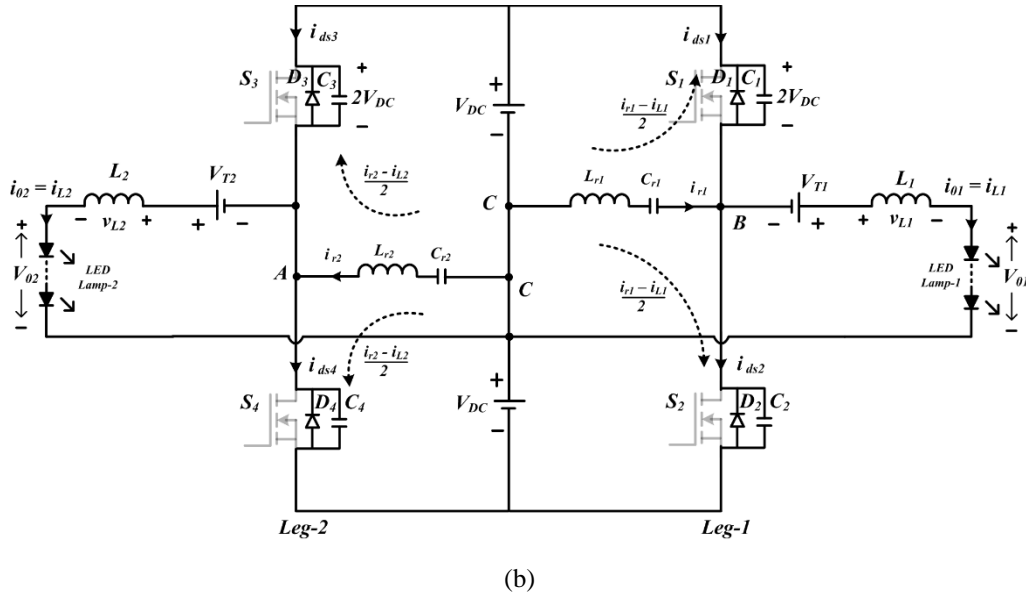 i_ds3
i_ds1
S_3 D_3 C_3 + 2V_DC −
+ V_DC −
S_1 D_1 C_1 + 2V_DC −
(i_r2 - i_L2)/2
(i_r1 − i_L1)/2
i_02 = i_L2
L_2
− v_L2 +
V_T2
+ −
C
L_r1 C_r1 i_r1
B
V_T1
− +
L_1
+ v_L1 −
i_01 = i_L1
+ V_02 −
LED
Lamp-2
A
i_r2 L_r2 C_r2
C
LED
Lamp-1
+ V_01 −
(i_r2 - i_L2)/2
(i_r1 − i_L1)/2
i_ds4
i_ds2
S_4 D_4 C_4
+ V_DC −
S_2 D_2 C_2
Leg-2
Leg-1
(b)